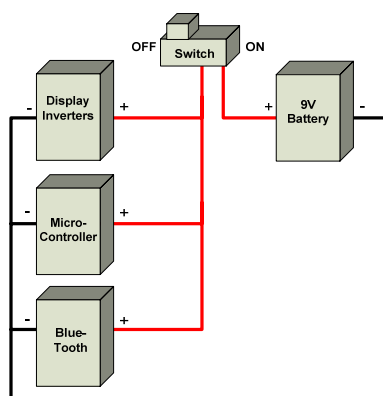 OFF
Switch
ON
Display
Inverters
- +
9V
Battery
+ -
Micro-
Controller
- +
Blue-
Tooth
- +